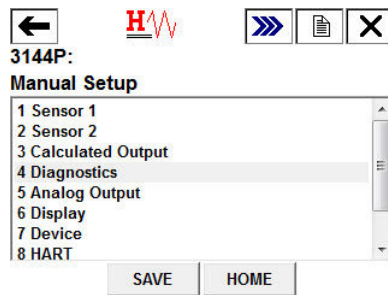 H
3144P:
Manual Setup
1 Sensor 1
2 Sensor 2
3 Calculated Output
4 Diagnostics
5 Analog Output
6 Display
7 Device
8 HART
SAVE HOME